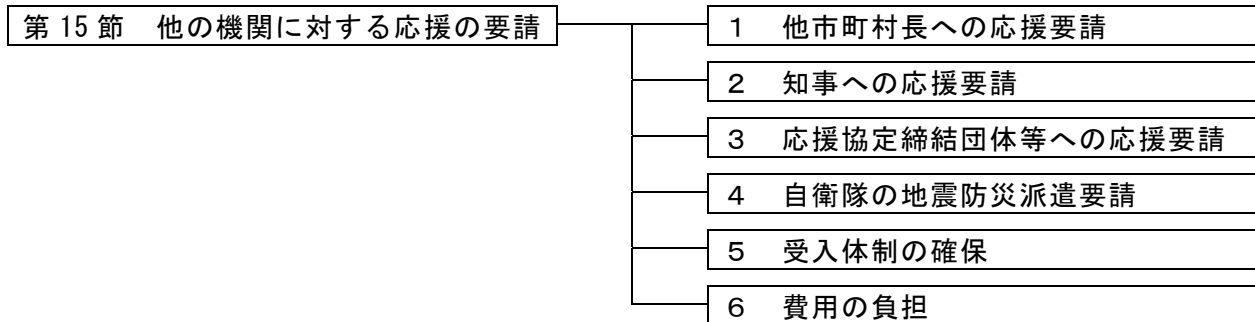 第 15 節　他の機関に対する応援の要請
１　他市町村長への応援要請
２　知事への応援要請
３　応援協定締結団体等への応援要請
４　自衛隊の地震防災派遣要請
５　受入体制の確保
６　費用の負担